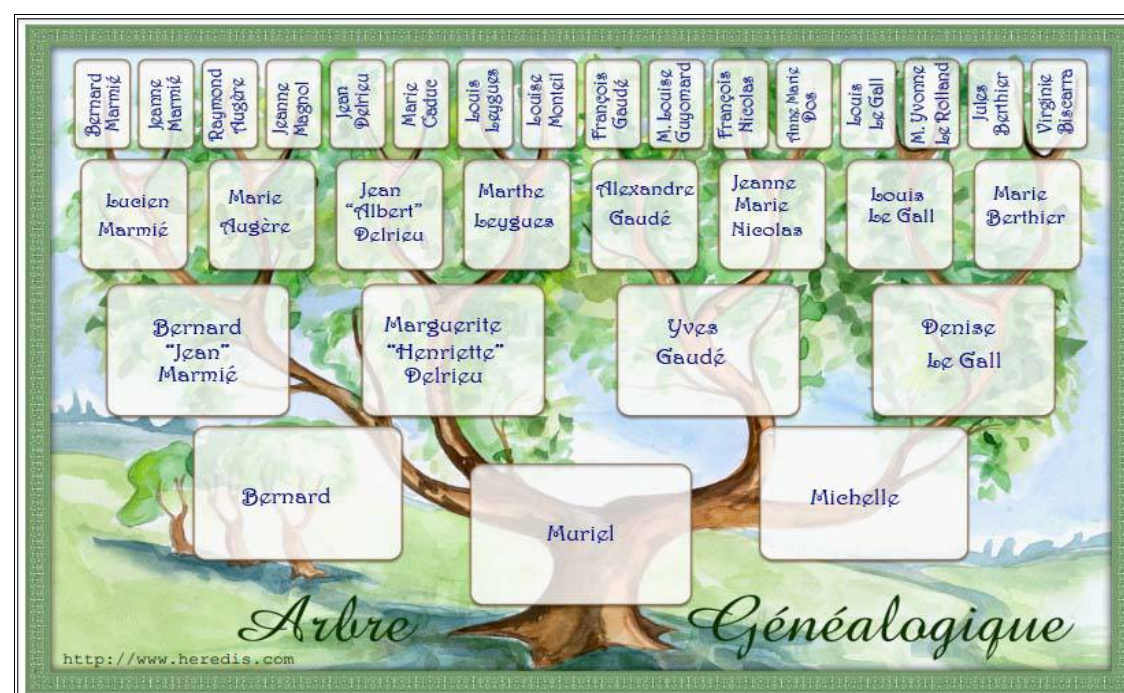 Bernard
Marmié
Jeanne
Marmié
Raymond
Augère
Jeanne
Magnol
Jean
Delrieu
Marie
Caduc
Louis
Leygues
Louise
Monteil
François
Gaudé
M. Louise
Guyomard
François
Nicolas
Anne Marie
Dos
Louis
Le Gall
M. Yvonne
Le Rolland
Jules
Berthier
Virginie
Biscarra
Lucien
Marmié
Marie
Augère
Jean
“Albert”
Delrieu
Marthe
Leygues
Alexandre
Gaudé
Jeanne
Marie
Nicolas
Louis
Le Gall
Marie
Berthier
Bernard
“Jean”
Marmié
Marguerite
“Henriette”
Delrieu
Yves
Gaudé
Denise
Le Gall
Bernard
Muriel
Michelle
Arbre Généalogique
http://www.heredis.com